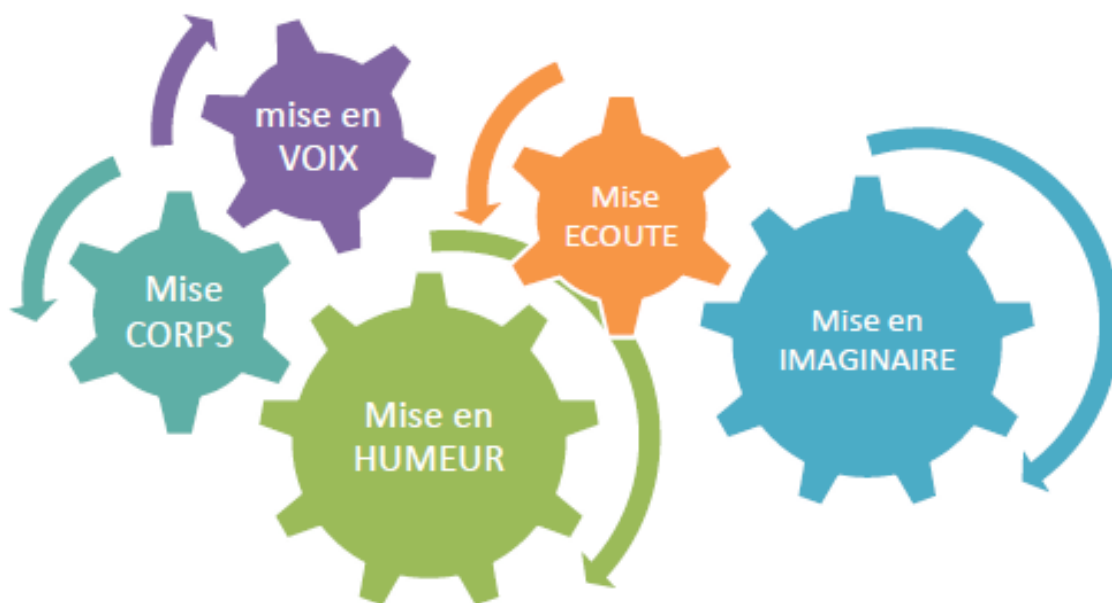 mise en
VOIX
Mise
ECOUTE
Mise
CORPS
Mise en
IMAGINAIRE
Mise en
HUMEUR